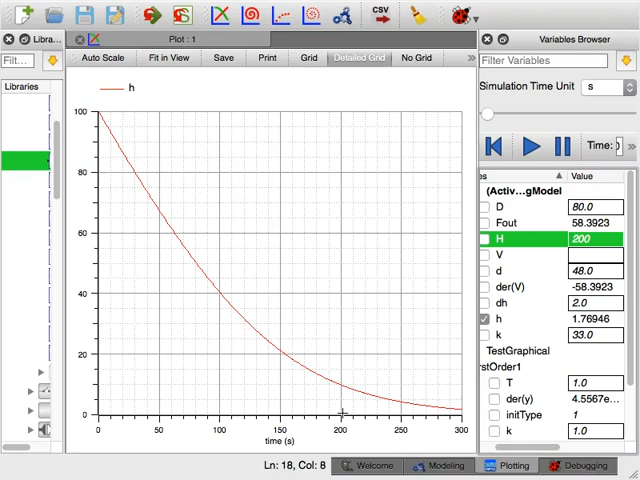 CSV
Libra...
Plot : 1
Variables Browser
Filt...
Auto Scale
Fit in View
Save
Print
Grid
Detailed Grid
No Grid
»
Filter Variables
Libraries
h
Simulation Time Unit
s
100
80
60
40
20
0
0
50
100
150
200
250
300
time (s)
Time:
»
es
Value
(Activ...gModel
D 80.0
Fout 58.3923
H 200
V
d 48.0
der(V) -58.3923
dh 2.0
h 1.76946
k 33.0
TestGraphical
rstOrder1
T 1.0
der(y) 4.5567e...
initType 1
k 1.0
Ln: 18, Col: 8
Welcome
Modeling
Plotting
Debugging